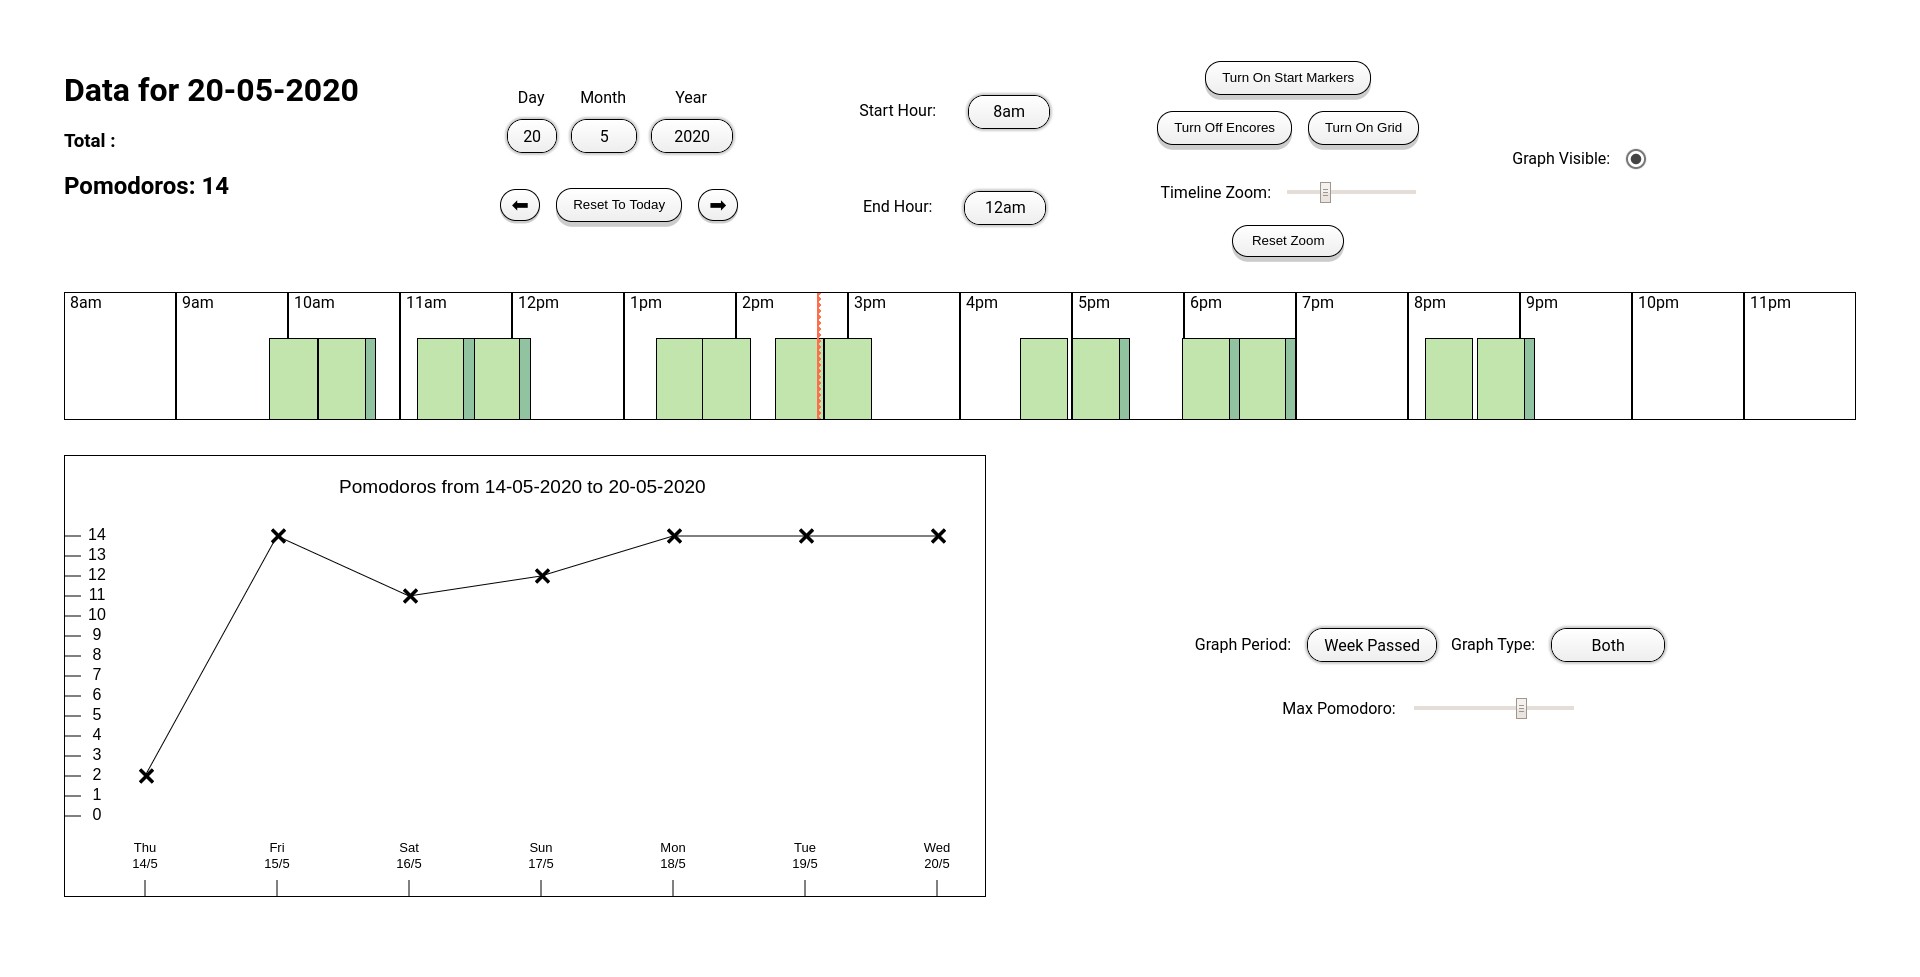 Data for 20-05-2020
Total :
Pomodoros: 14
Day Month Year
20 5 2020
Reset To Today
Start Hour: 8am
End Hour: 12am
Turn On Start Markers
Turn Off Encores Turn On Grid
Timeline Zoom:
Reset Zoom
Graph Visible:
8am 9am 10am 11am 12pm 1pm 2pm 3pm 4pm 5pm 6pm 7pm 8pm 9pm 10pm 11pm
Pomodoros from 14-05-2020 to 20-05-2020
14
13
12
11
10
9
8
7
6
5
4
3
2
1
0
Thu Fri Sat Sun Mon Tue Wed
14/5 15/5 16/5 17/5 18/5 19/5 20/5
Graph Period: Week Passed Graph Type: Both
Max Pomodoro: